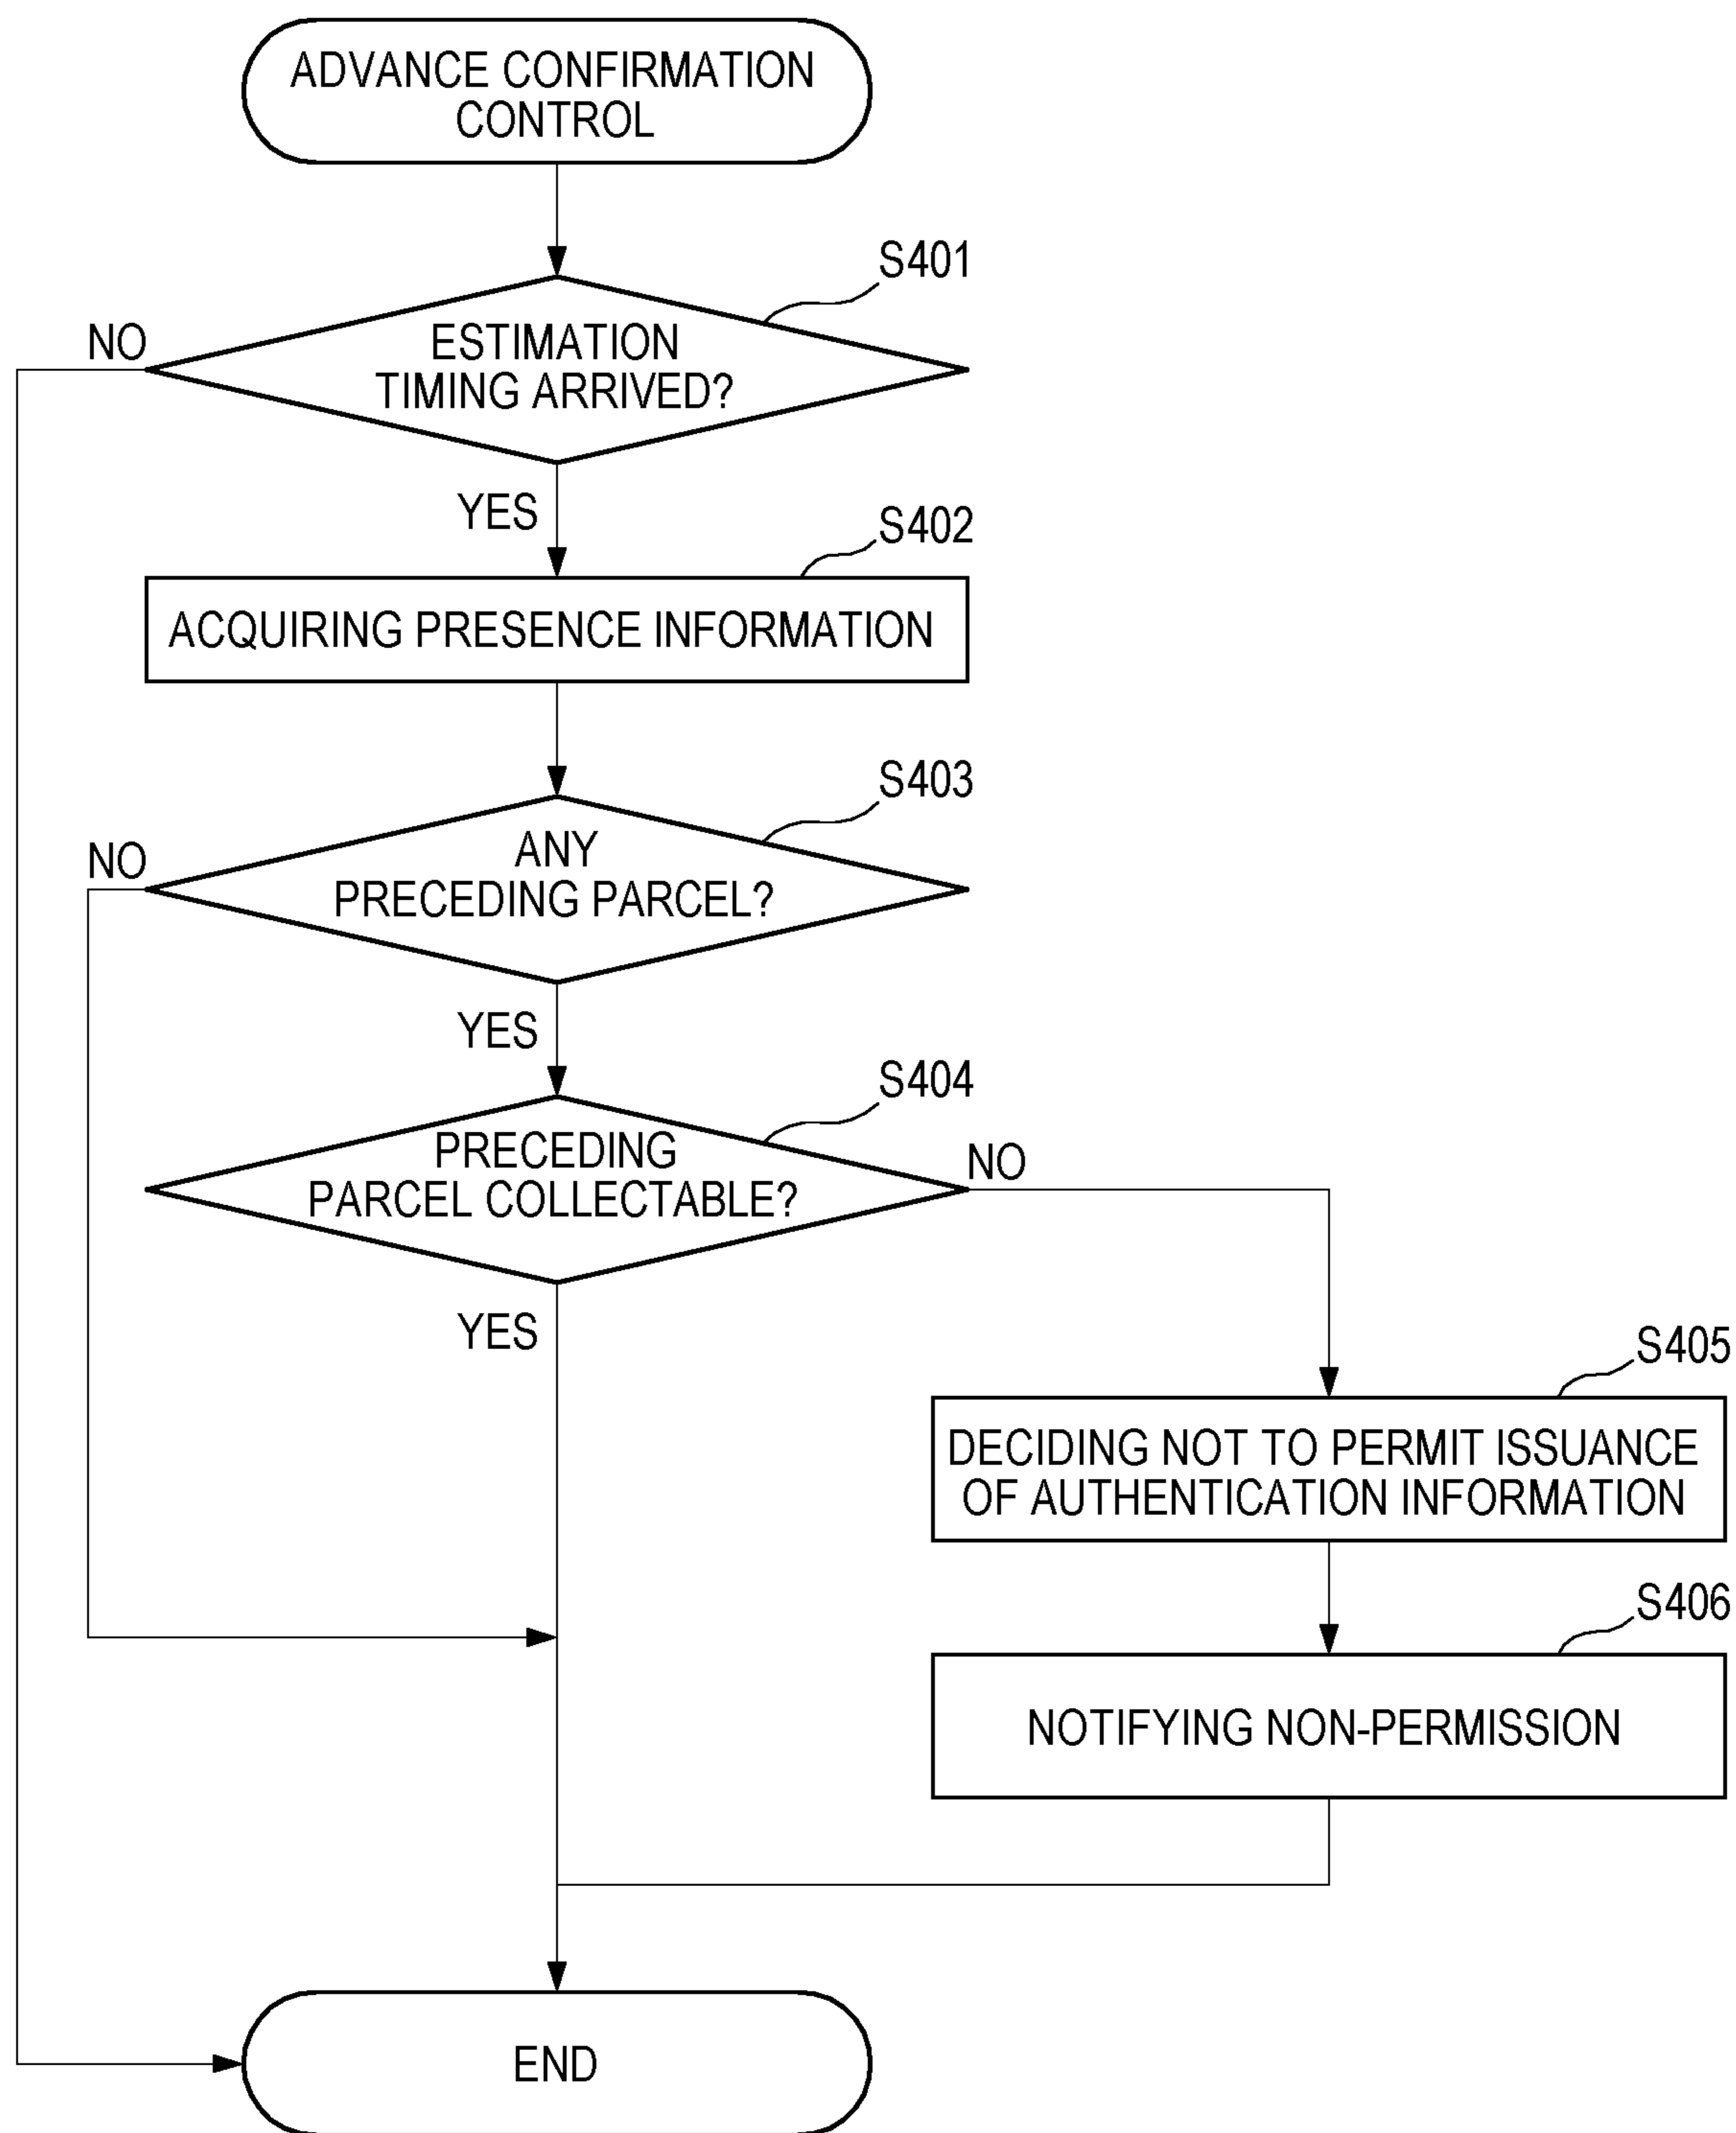 ADVANCE CONFIRMATION
CONTROL
S401
NO
ESTIMATION
TIMING ARRIVED?
YES
S402
ACQUIRING PRESENCE INFORMATION
S403
NO
ANY
PRECEDING PARCEL?
YES
S404
PRECEDING
PARCEL COLLECTABLE?
NO
YES
S405
DECIDING NOT TO PERMIT ISSUANCE
OF AUTHENTICATION INFORMATION
S406
NOTIFYING NON-PERMISSION
END